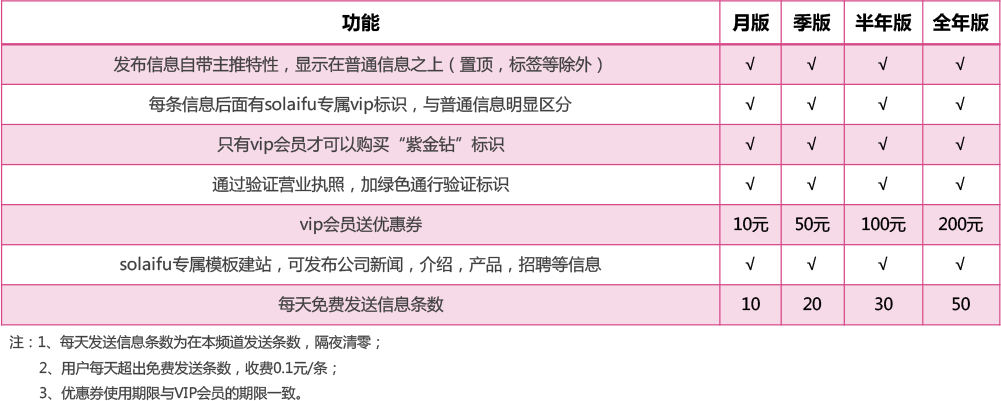 功能 月版 季版 半年版 全年版
发布信息自带主推特性，显示在普通信息之上（置顶，标签等除外） √ √ √ √
每条信息后面有solaifu专属vip标识，与普通信息明显区分 √ √ √ √
只有vip会员才可以购买“紫金钻”标识 √ √ √ √
通过验证营业执照，加绿色通行验证标识 √ √ √ √
vip会员送优惠券 10元 50元 100元 200元
solaifu专属模板建站，可发布公司新闻，介绍，产品，招聘等信息 √ √ √ √
每天免费发送信息条数 10 20 30 50
注：1、每天发送信息条数为在本频道发送条数，隔夜清零；
2、用户每天超出免费发送条数，收费0.1元/条；
3、优惠券使用期限与VIP会员的期限一致。